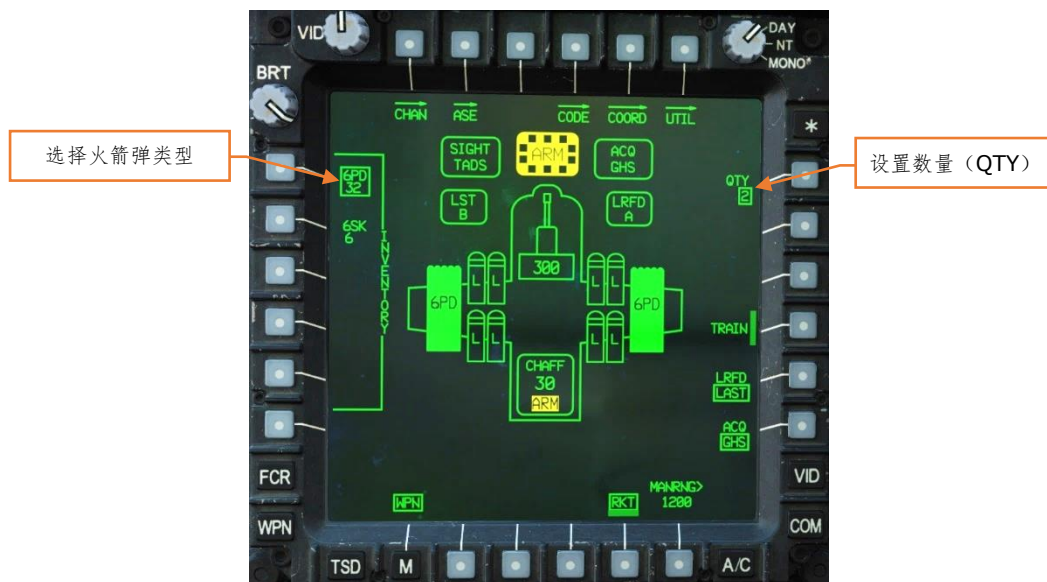 VID
DAY
NT
MONO*
BRT
CHAN
ASE
CODE
COORD
UTIL
*
选择火箭弹类型
设置数量（QTY）
SIGHT
TADS
ARM
ACQ
GHS
6PD
32
QTY
2
LST
B
LRFD
A
6SK
6
INVENTORY
300
6PD
6PD
L
L
L
L
L
L
L
L
TRAIN
CHAFF
30
ARM
LRFD
LAST
ACQ
GHS
FCR
VID
MANRNG>
1200
WPN
RKT
WPN
COM
TSD
M
A/C